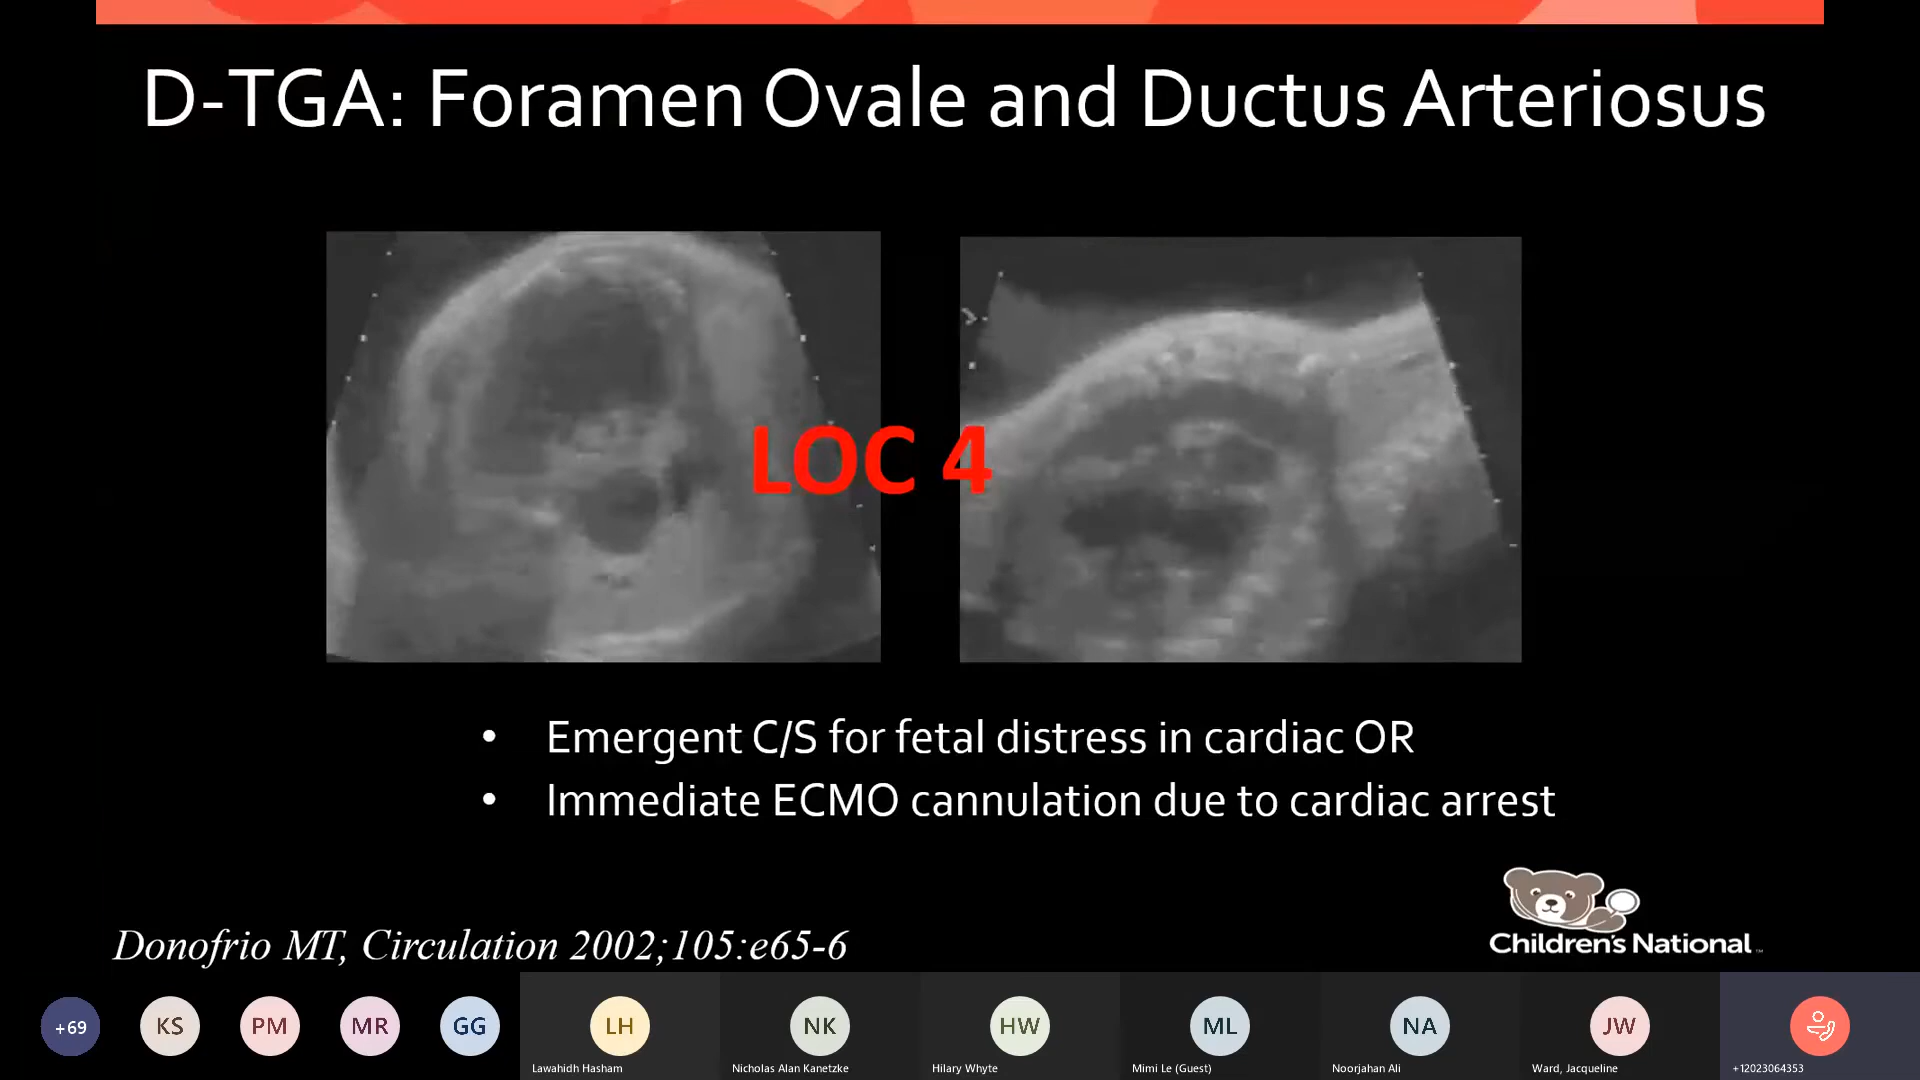 D-TGA: Foramen Ovale and Ductus Arteriosus
LOC 4
• Emergent C/S for fetal distress in cardiac OR
• Immediate ECMO cannulation due to cardiac arrest
Donofrio MT, Circulation 2002;105:e65-6
Children's National ™
+69
KS
PM
MR
GG
LH
NK
HW
ML
NA
JW
Lawahidh Hasham
Nicholas Alan Kanetzke
Hilary Whyte
Mimi Le (Guest)
Noorjahan Ali
Ward, Jacqueline
+12023064353